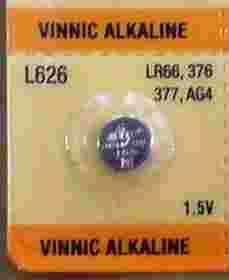 VINNIC ALKALINE
L626
LR66, 376
377, AG4
1.5V
VINNIC ALKALINE